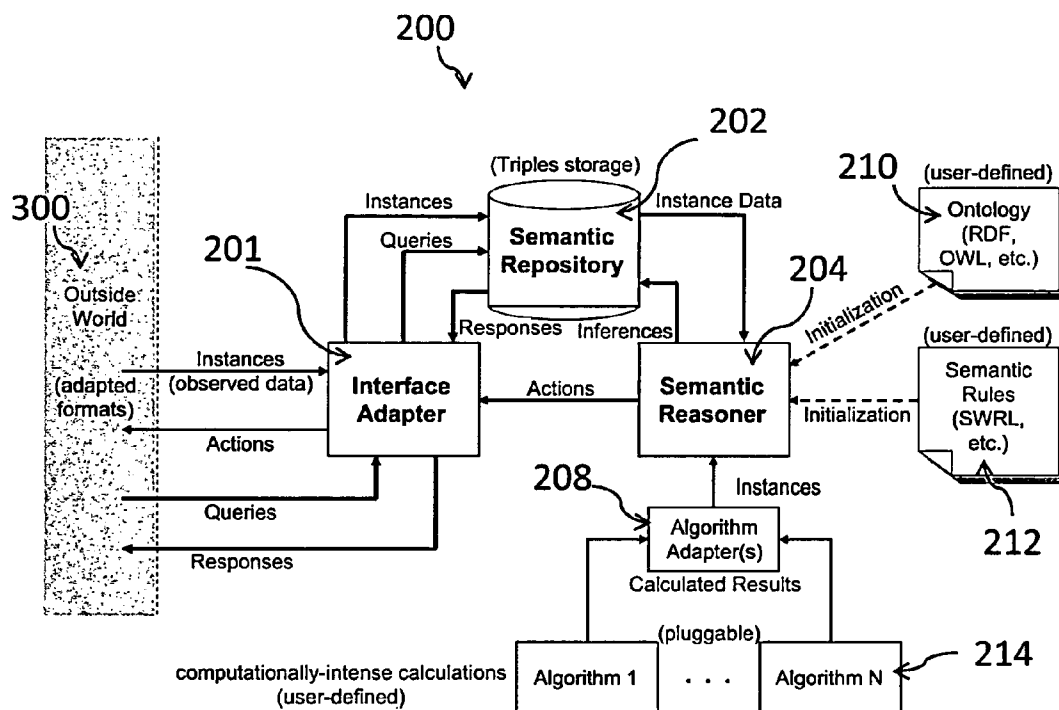 200
202
(Triples storage)
210
(user-defined)
300
Instances
Instance Data
Ontology
(RDF,
OWL, etc.)
Queries
Semantic
Repository
201
204
Outside
World
Responses
Inferences
Initialization
(user-defined)
Instances
(observed data)
(adapted
formats)
Interface
Adapter
Actions
Semantic
Reasoner
Initialization
Semantic
Rules
(SWRL,
etc.)
Actions
208
Instances
Queries
Algorithm
Adapter(s)
212
Responses
Calculated Results
(pluggable)
214
computationally-intense calculations
(user-defined)
Algorithm 1
. . .
Algorithm N